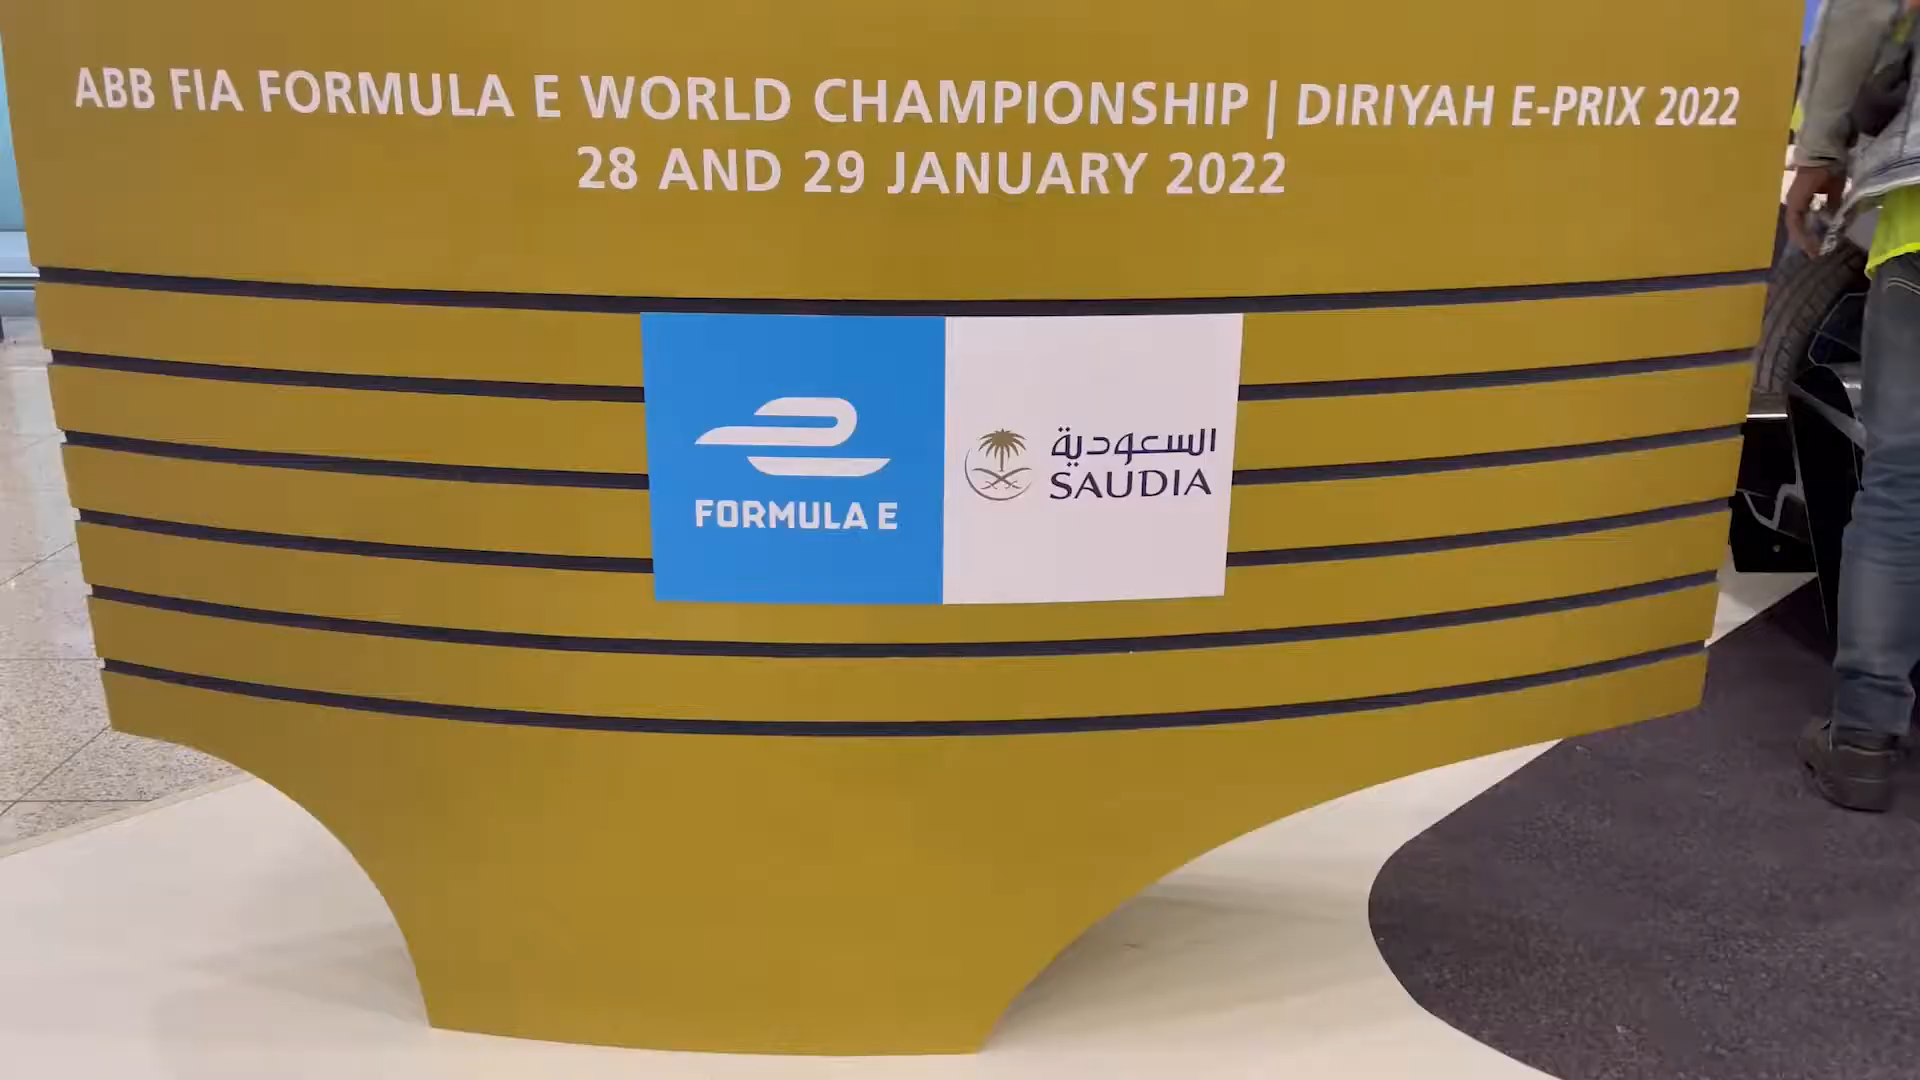 ABB FIA FORMULA E WORLD CHAMPIONSHIP | DIRIYAH E-PRIX 2022
28 AND 29 JANUARY 2022
FORMULA E
السعودية
SAUDIA